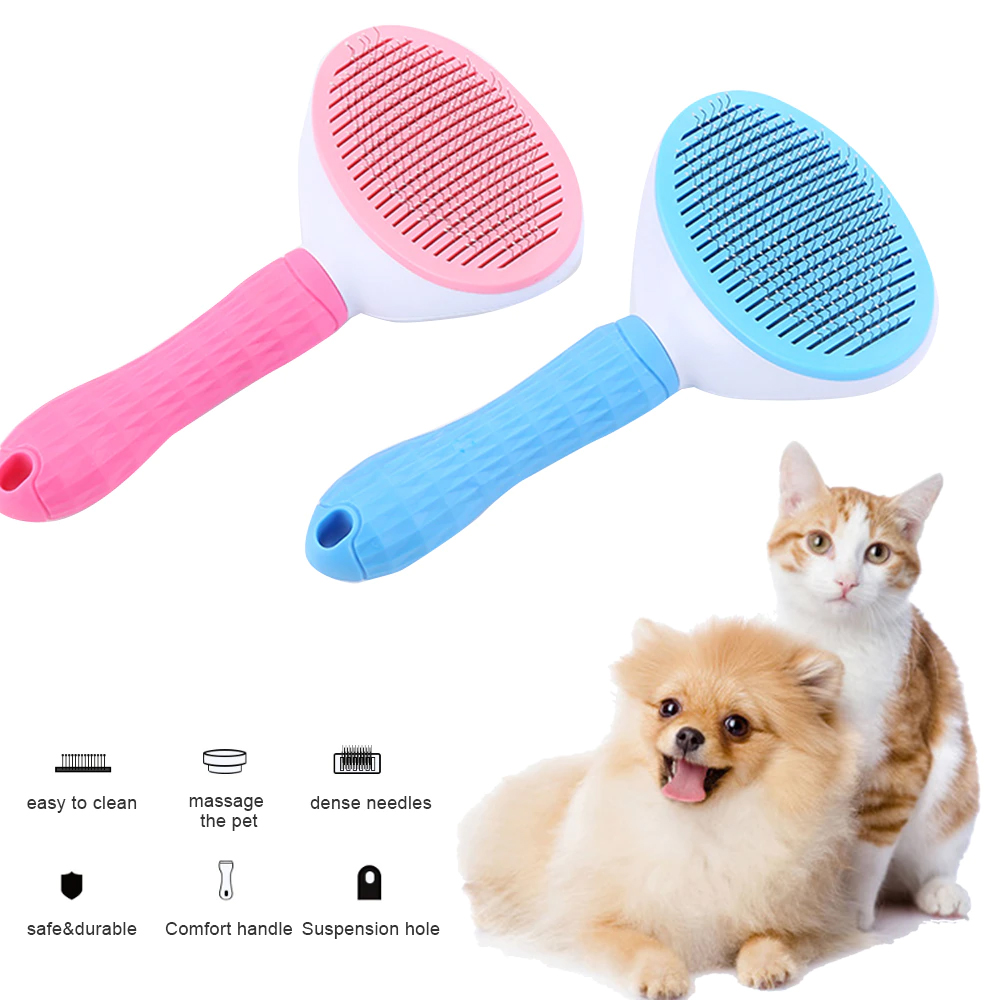 easy to clean
massage
the pet
dense needles
safe&durable
Comfort handle
Suspension hole